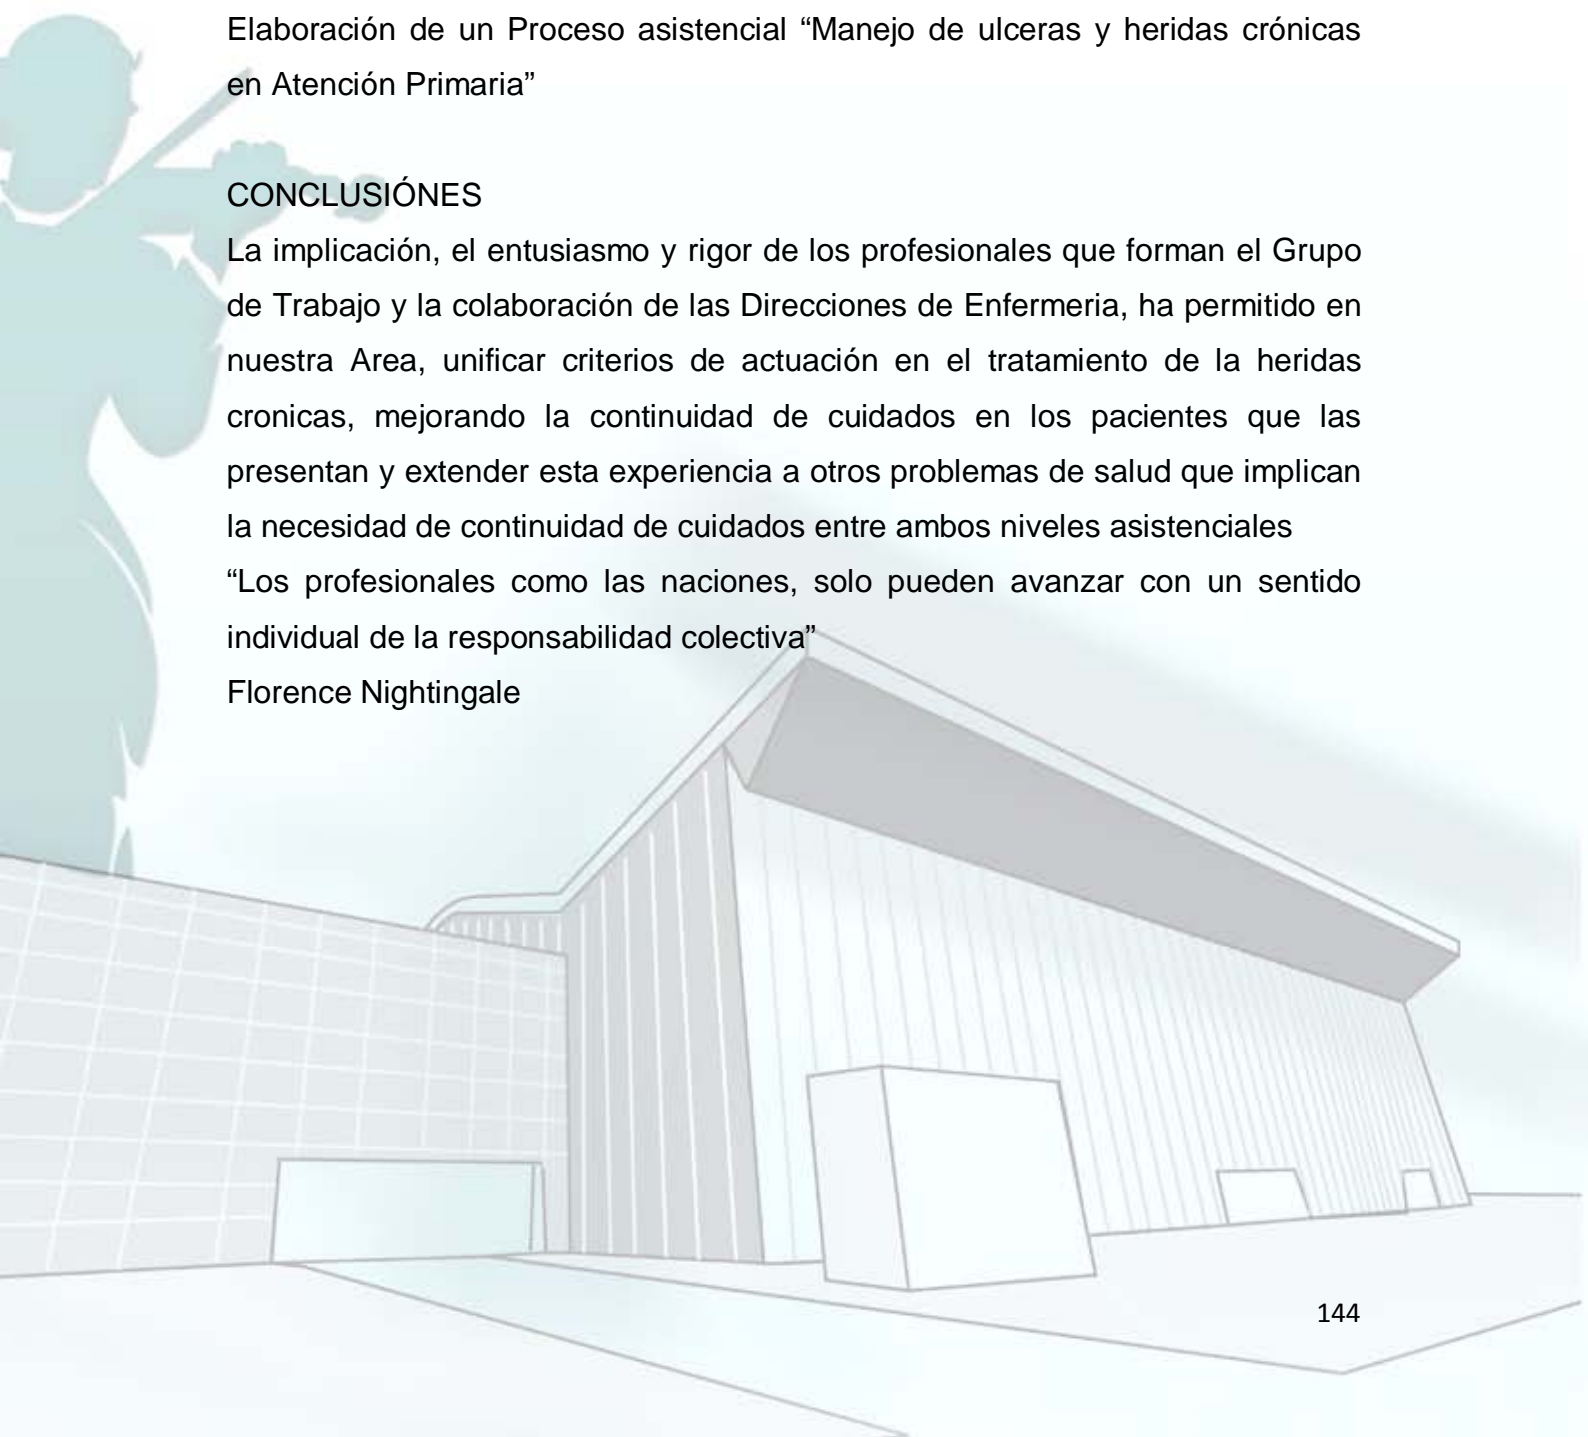 Elaboración de un Proceso asistencial “Manejo de ulceras y heridas crónicas
en Atención Primaria”
CONCLUSIÓNES
La implicación, el entusiasmo y rigor de los profesionales que forman el Grupo
de Trabajo y la colaboración de las Direcciones de Enfermeria, ha permitido en
nuestra Area, unificar criterios de actuación en el tratamiento de la heridas
cronicas, mejorando la continuidad de cuidados en los pacientes que las
presentan y extender esta experiencia a otros problemas de salud que implican
la necesidad de continuidad de cuidados entre ambos niveles asistenciales
“Los profesionales como las naciones, solo pueden avanzar con un sentido
individual de la responsabilidad colectiva”
Florence Nightingale
144